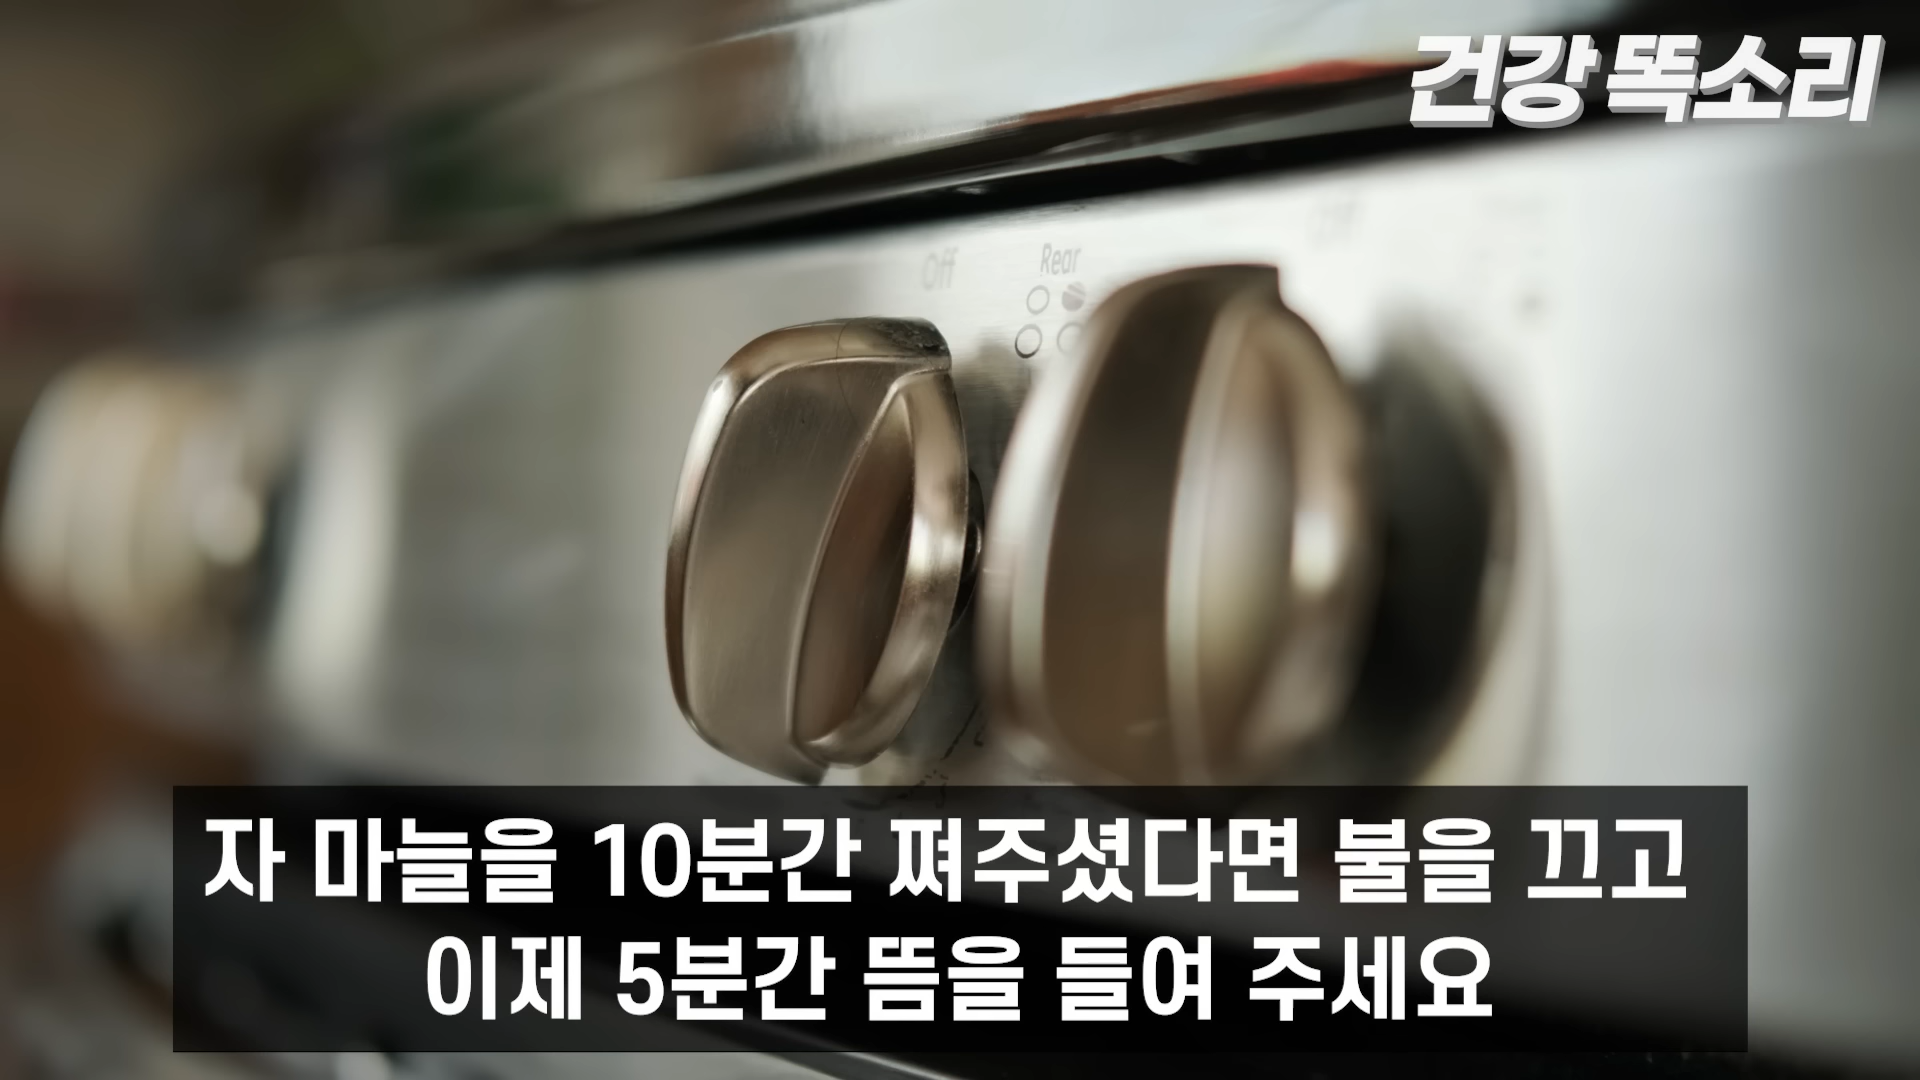 건강 똑소리
Off
Rear
Off
자 마늘을 10분간 쪄주셨다면 불을 끄고
이제 5분간 뜸을 들여 주세요